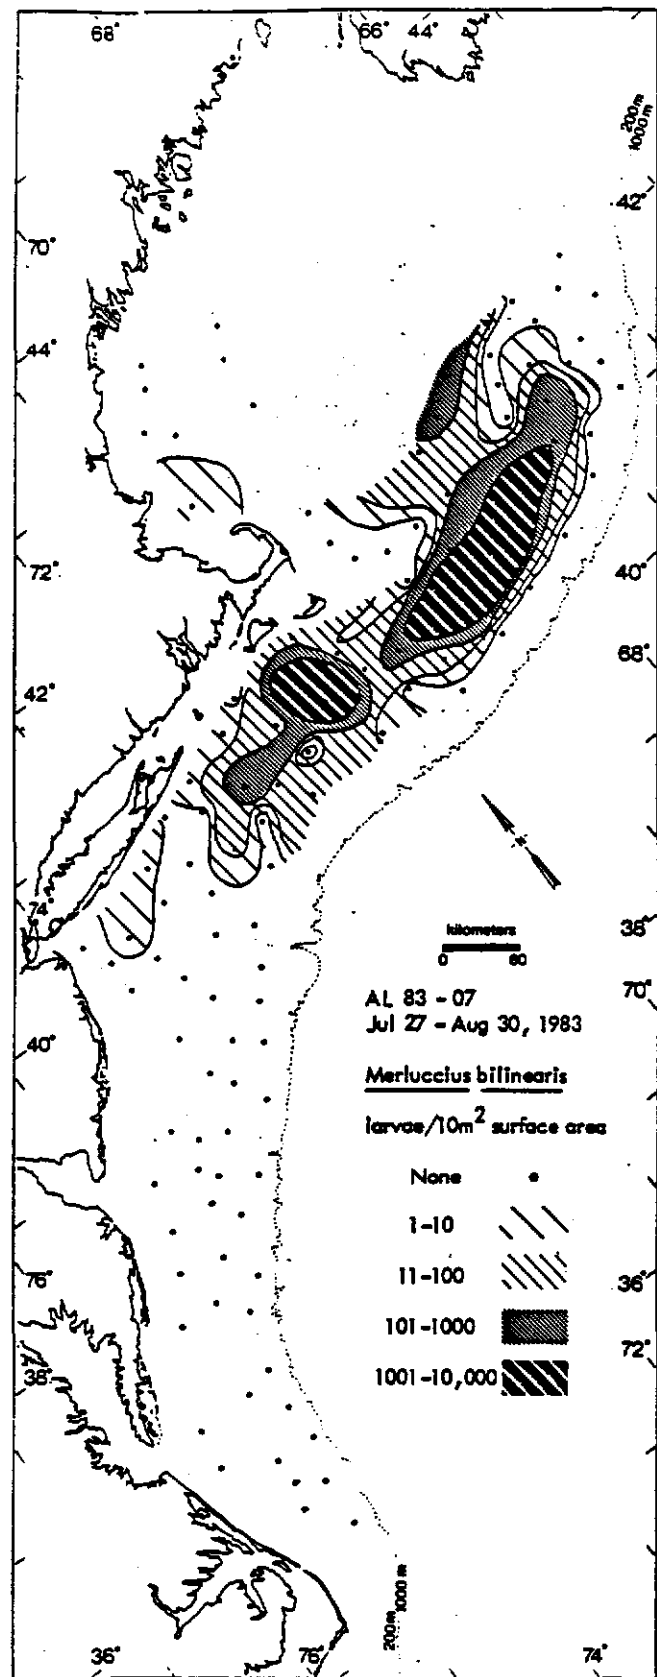 68°
66°
44°
200m
1000m
42°
70°
44°
72°
40°
68°
42°
74°
38°
kilometers
0 60
70°
AL 83 - 07
Jul 27 - Aug 30, 1983
40°
Merluccius bilinearis
larvae/10m² surface area
None
1-10
11-100
76°
36°
101-1000
72°
1001-10,000
38°
200m
1000m
36°
76°
74°